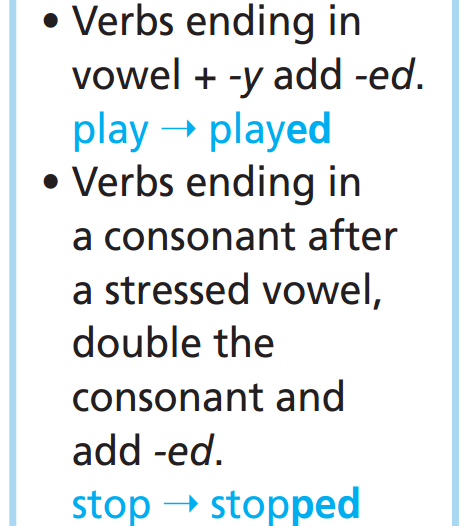 • Verbs ending in
vowel + -y add -ed.
play → played
• Verbs ending in
a consonant after
a stressed vowel,
double the
consonant and
add -ed.
stop → stopped